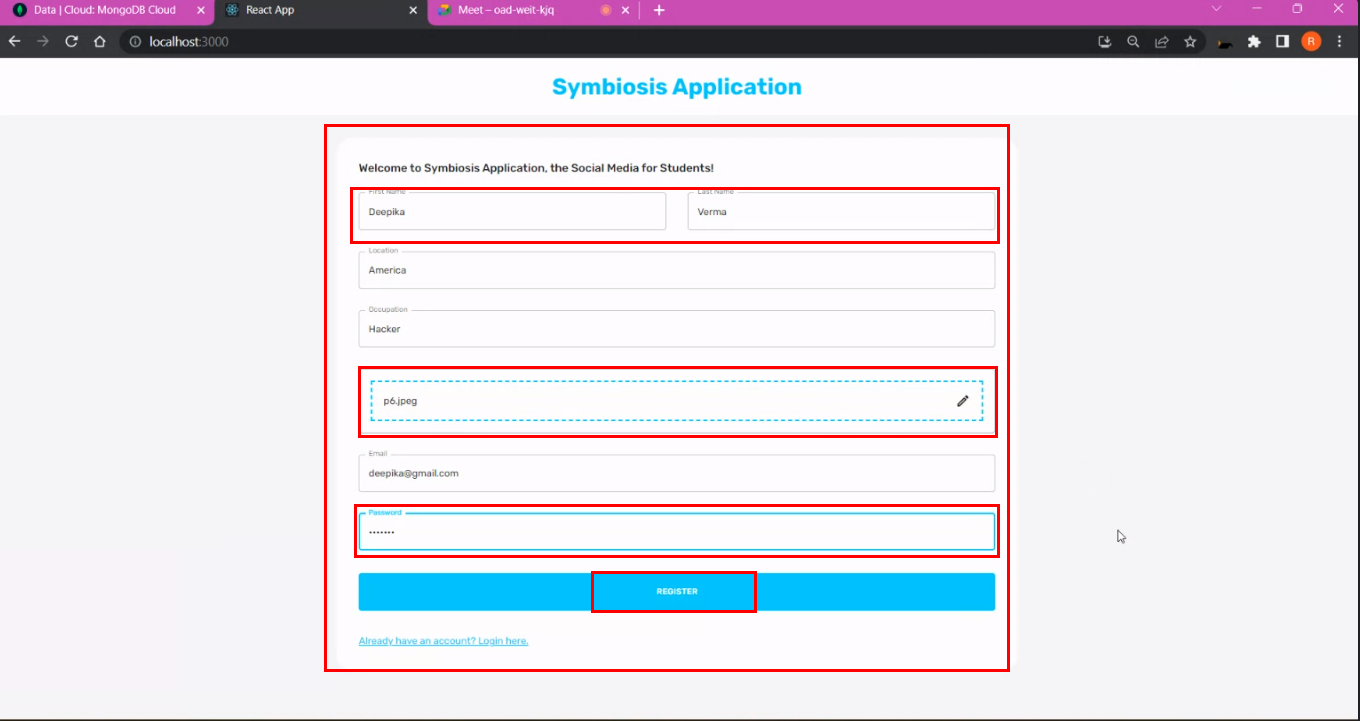 Data | Cloud: MongoDB Cloud
React App
Meet – oad-weit-kjq
localhost:3000
R
Symbiosis Application
Welcome to Symbiosis Application, the Social Media for Students!
First Name
Last Name
Deepika
Verma
Location
America
Occupation
Hacker
p6.jpeg
Email
deepika@gmail.com
Password
•••••••
REGISTER
Already have an account? Login here.